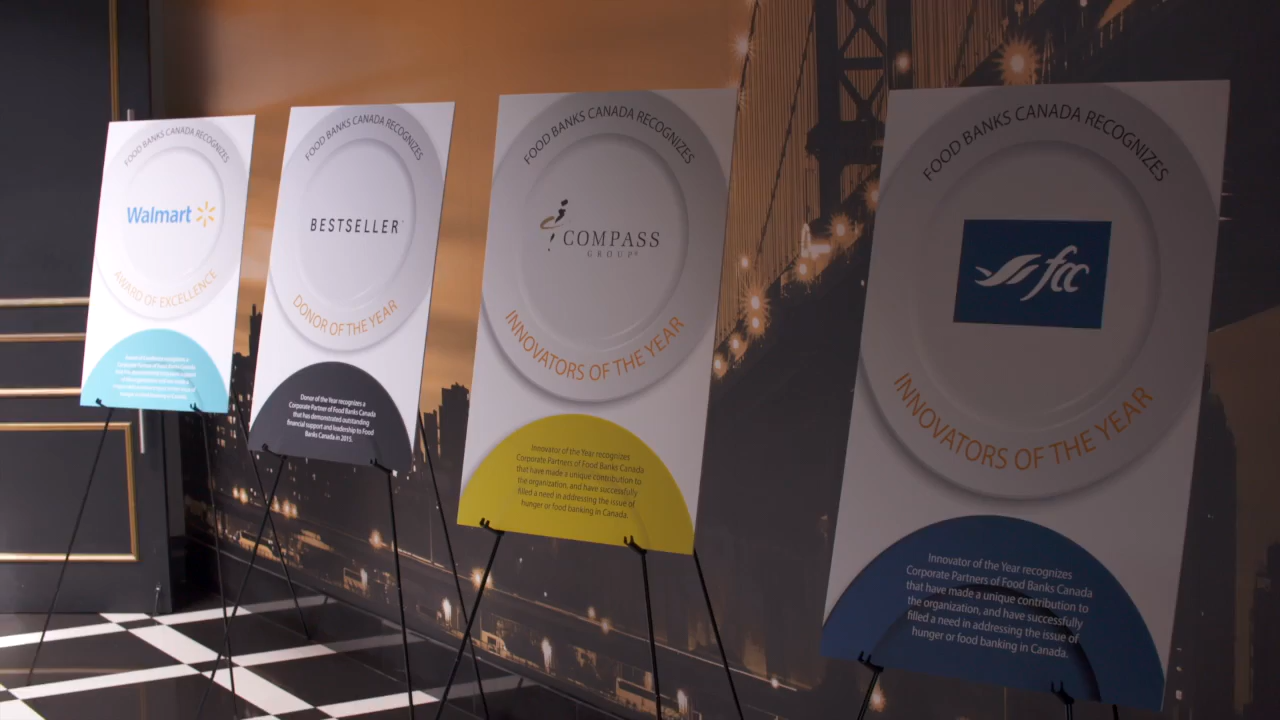 FOOD BANKS CANADA RECOGNIZES
Walmart
AWARD OF EXCELLENCE
FOOD BANKS CANADA RECOGNIZES
BESTSELLER
DONOR OF THE YEAR
Donor of the Year recognizes a
Corporate Partner of Food Banks Canada
that has demonstrated outstanding
financial support and leadership to Food
Banks Canada in 2015.
FOOD BANKS CANADA RECOGNIZES
COMPASS
GROUP
INNOVATORS OF THE YEAR
Innovator of the Year recognizes
Corporate Partners of Food Banks Canada
that have made a unique contribution to
the organization, and have successfully
filled a need in addressing the issue of
hunger or food banking in Canada.
FOOD BANKS CANADA RECOGNIZES
fcc
INNOVATORS OF THE YEAR
Innovator of the Year recognizes
Corporate Partners of Food Banks Canada
that have made a unique contribution to
the organization, and have successfully
filled a need in addressing the issue of
hunger or food banking in Canada.